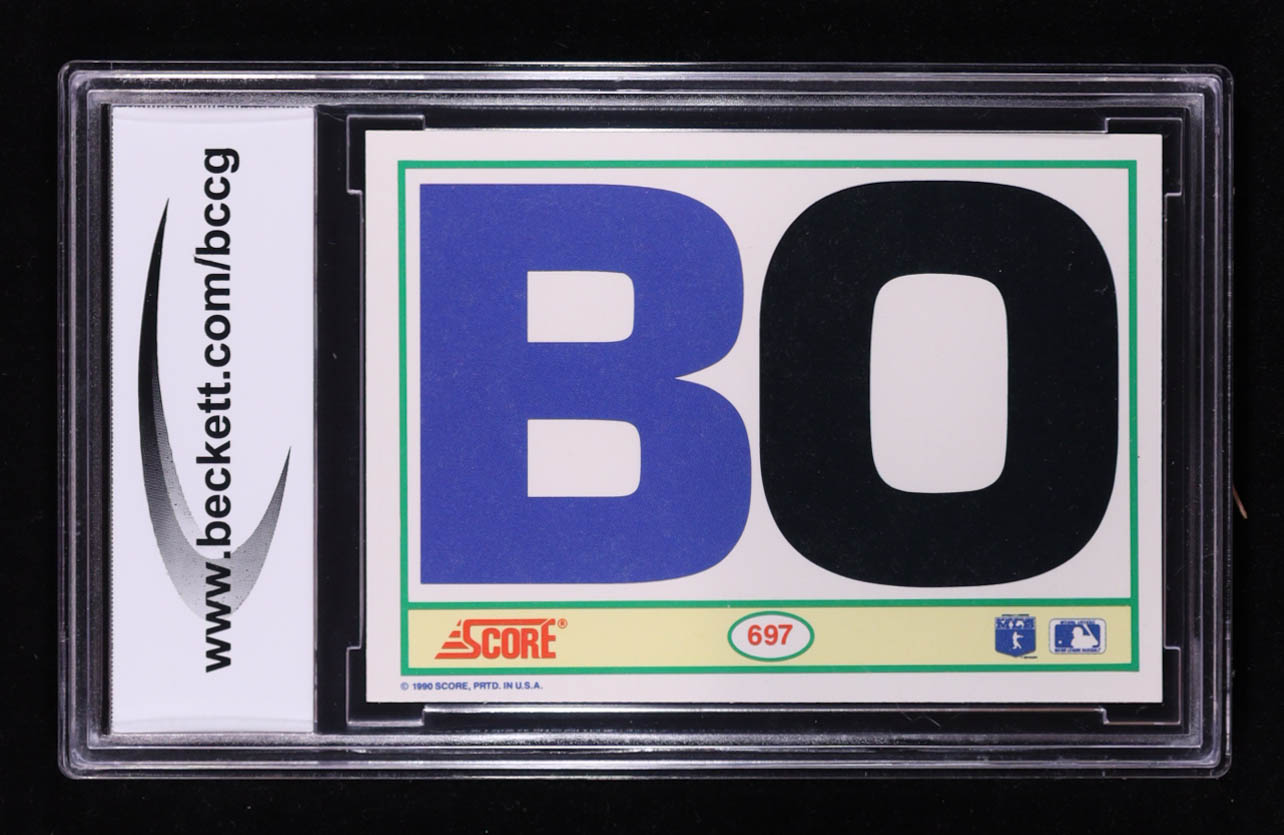 www.beckett.com/bccg
BO
SCORE®
697
© 1990 SCORE, PRTD. IN U.S.A.